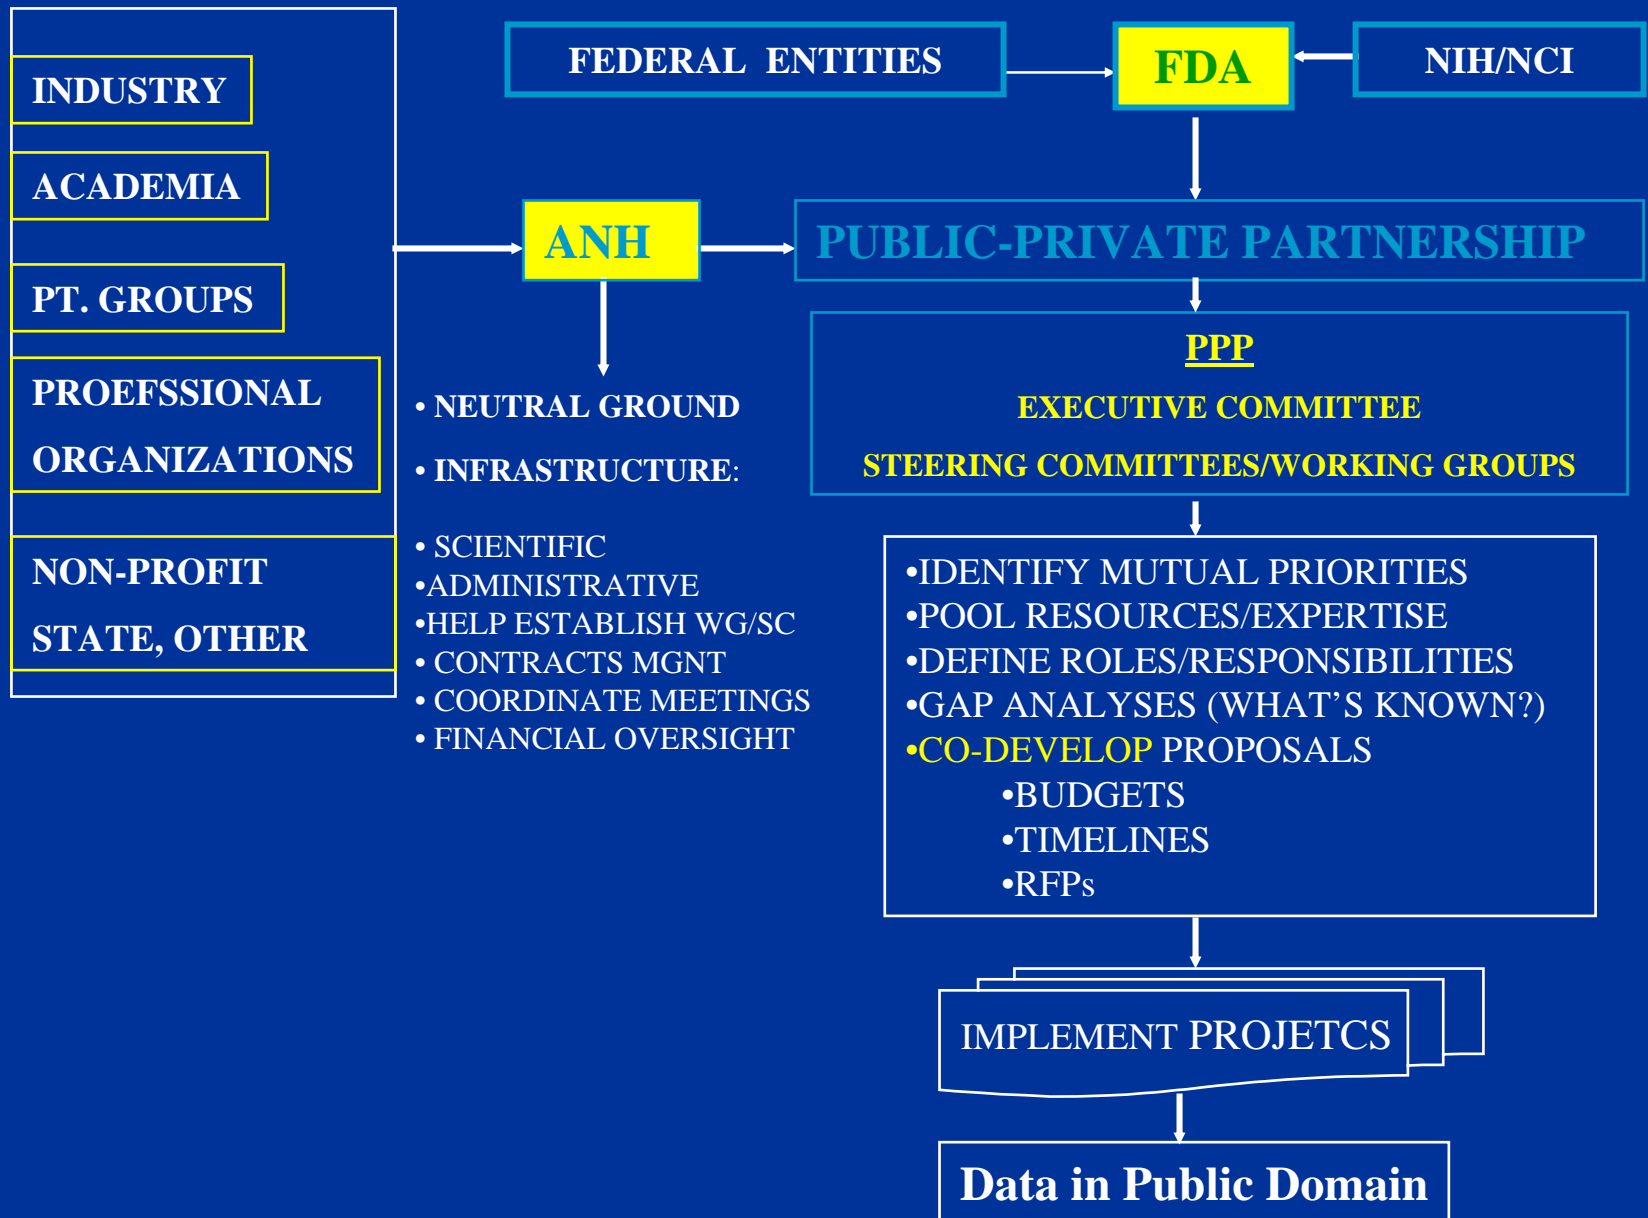 FEDERAL ENTITIES
FDA
NIH/NCI
INDUSTRY
ACADEMIA
PT. GROUPS
PROEFSSIONAL
ORGANIZATIONS
NON-PROFIT
STATE, OTHER
ANH
• NEUTRAL GROUND
• INFRASTRUCTURE:
• SCIENTIFIC
•ADMINISTRATIVE
•HELP ESTABLISH WG/SC
• CONTRACTS MGNT
• COORDINATE MEETINGS
• FINANCIAL OVERSIGHT
PUBLIC-PRIVATE PARTNERSHIP
PPP
EXECUTIVE COMMITTEE
STEERING COMMITTEES/WORKING GROUPS
•IDENTIFY MUTUAL PRIORITIES
•POOL RESOURCES/EXPERTISE
•DEFINE ROLES/RESPONSIBILITIES
•GAP ANALYSES (WHAT’S KNOWN?)
•CO-DEVELOP PROPOSALS
•BUDGETS
•TIMELINES
•RFPs
IMPLEMENT PROJETCS
Data in Public Domain